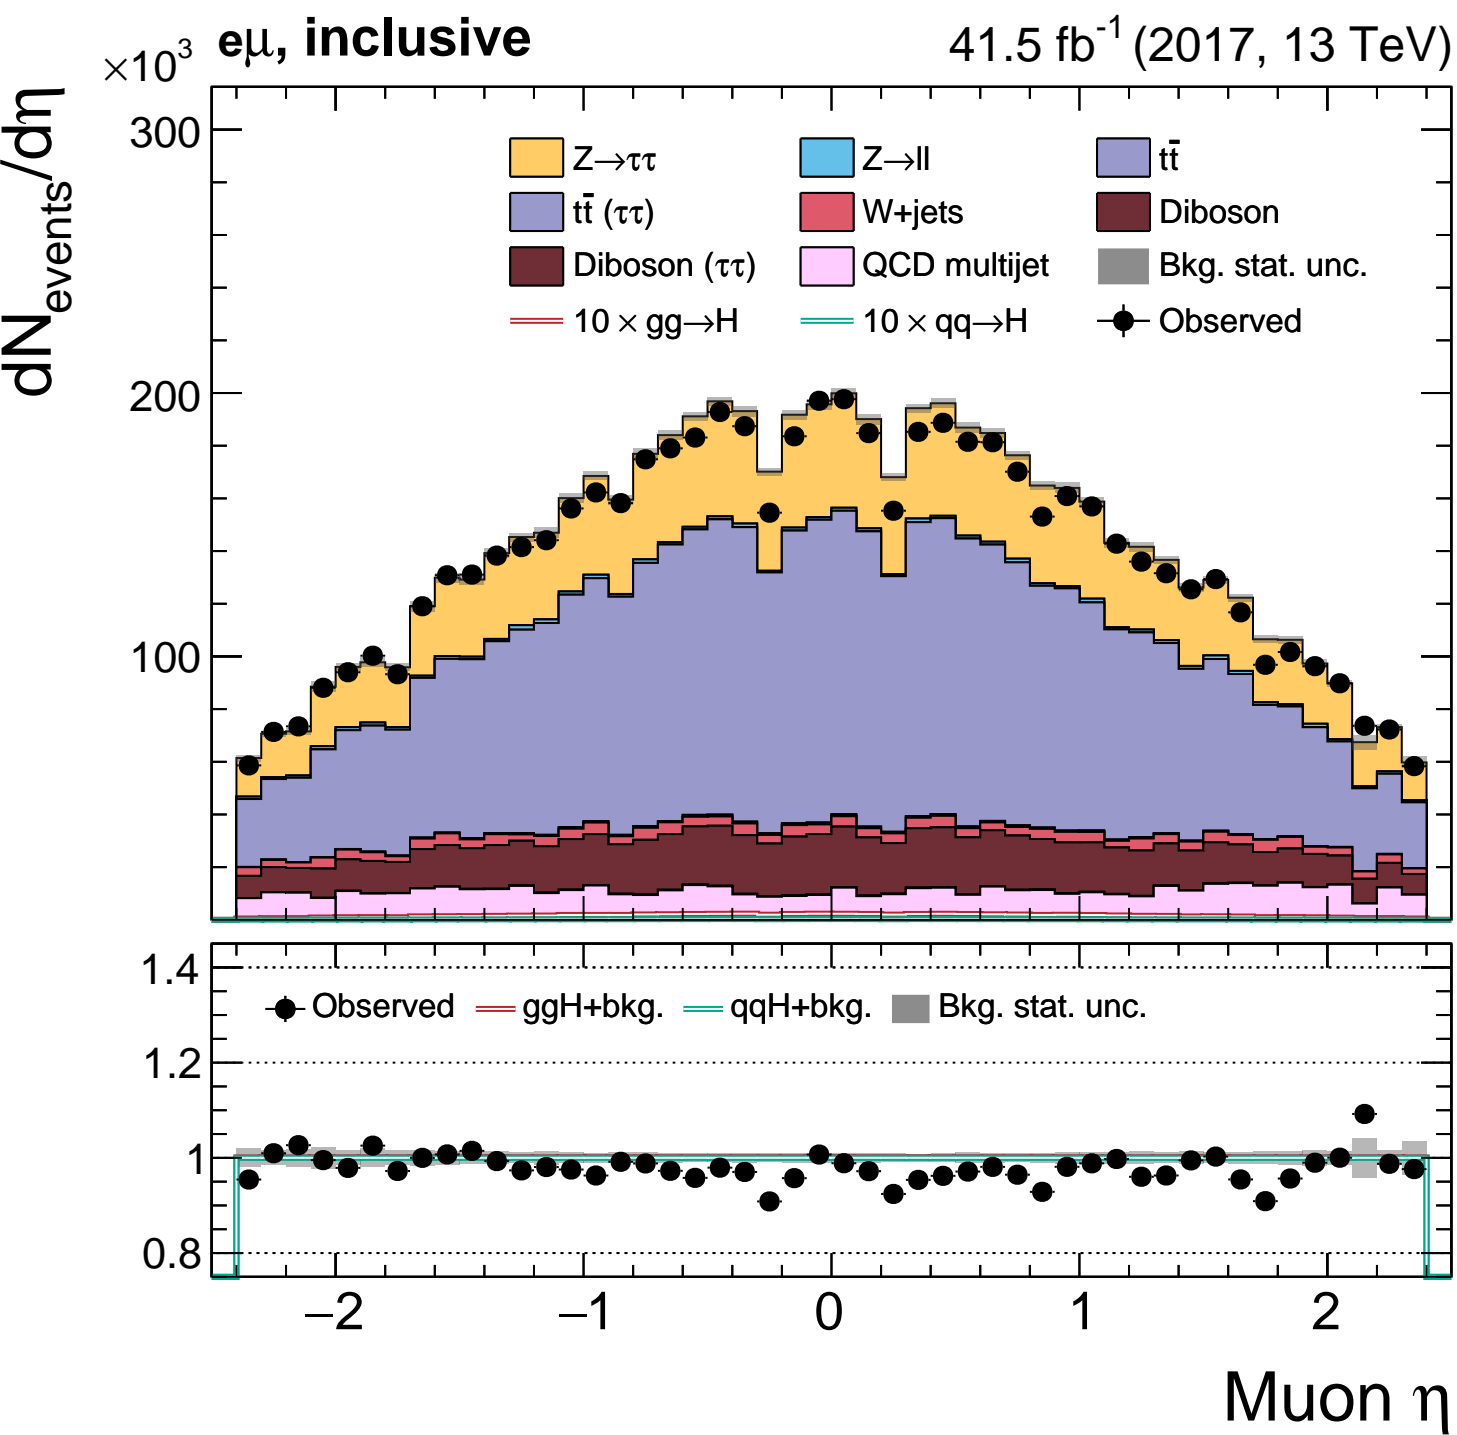 eμ, inclusive 41.5 fb⁻¹ (2017, 13 TeV)
×10³
dN_events/dη
300
200
100
Z→ττ Z→ll tt̄
tt̄ (ττ) W+jets Diboson
Diboson (ττ) QCD multijet Bkg. stat. unc.
10 × gg→H 10 × qq→H Observed
1.4
1.2
1
0.8
Observed ggH+bkg. qqH+bkg. Bkg. stat. unc.
−2 −1 0 1 2
Muon η